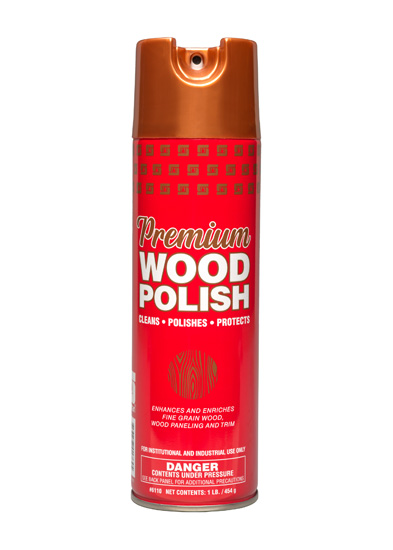 Premium
WOOD
POLISH
CLEANS • POLISHES • PROTECTS
ENHANCES AND ENRICHES
FINE GRAIN WOOD,
WOOD PANELING AND TRIM
FOR INSTITUTIONAL AND INDUSTRIAL USE ONLY
DANGER
CONTENTS UNDER PRESSURE
SEE BACK PANEL FOR ADDITIONAL PRECAUTIONS
#6110 NET CONTENTS: 1 LB. / 454 g